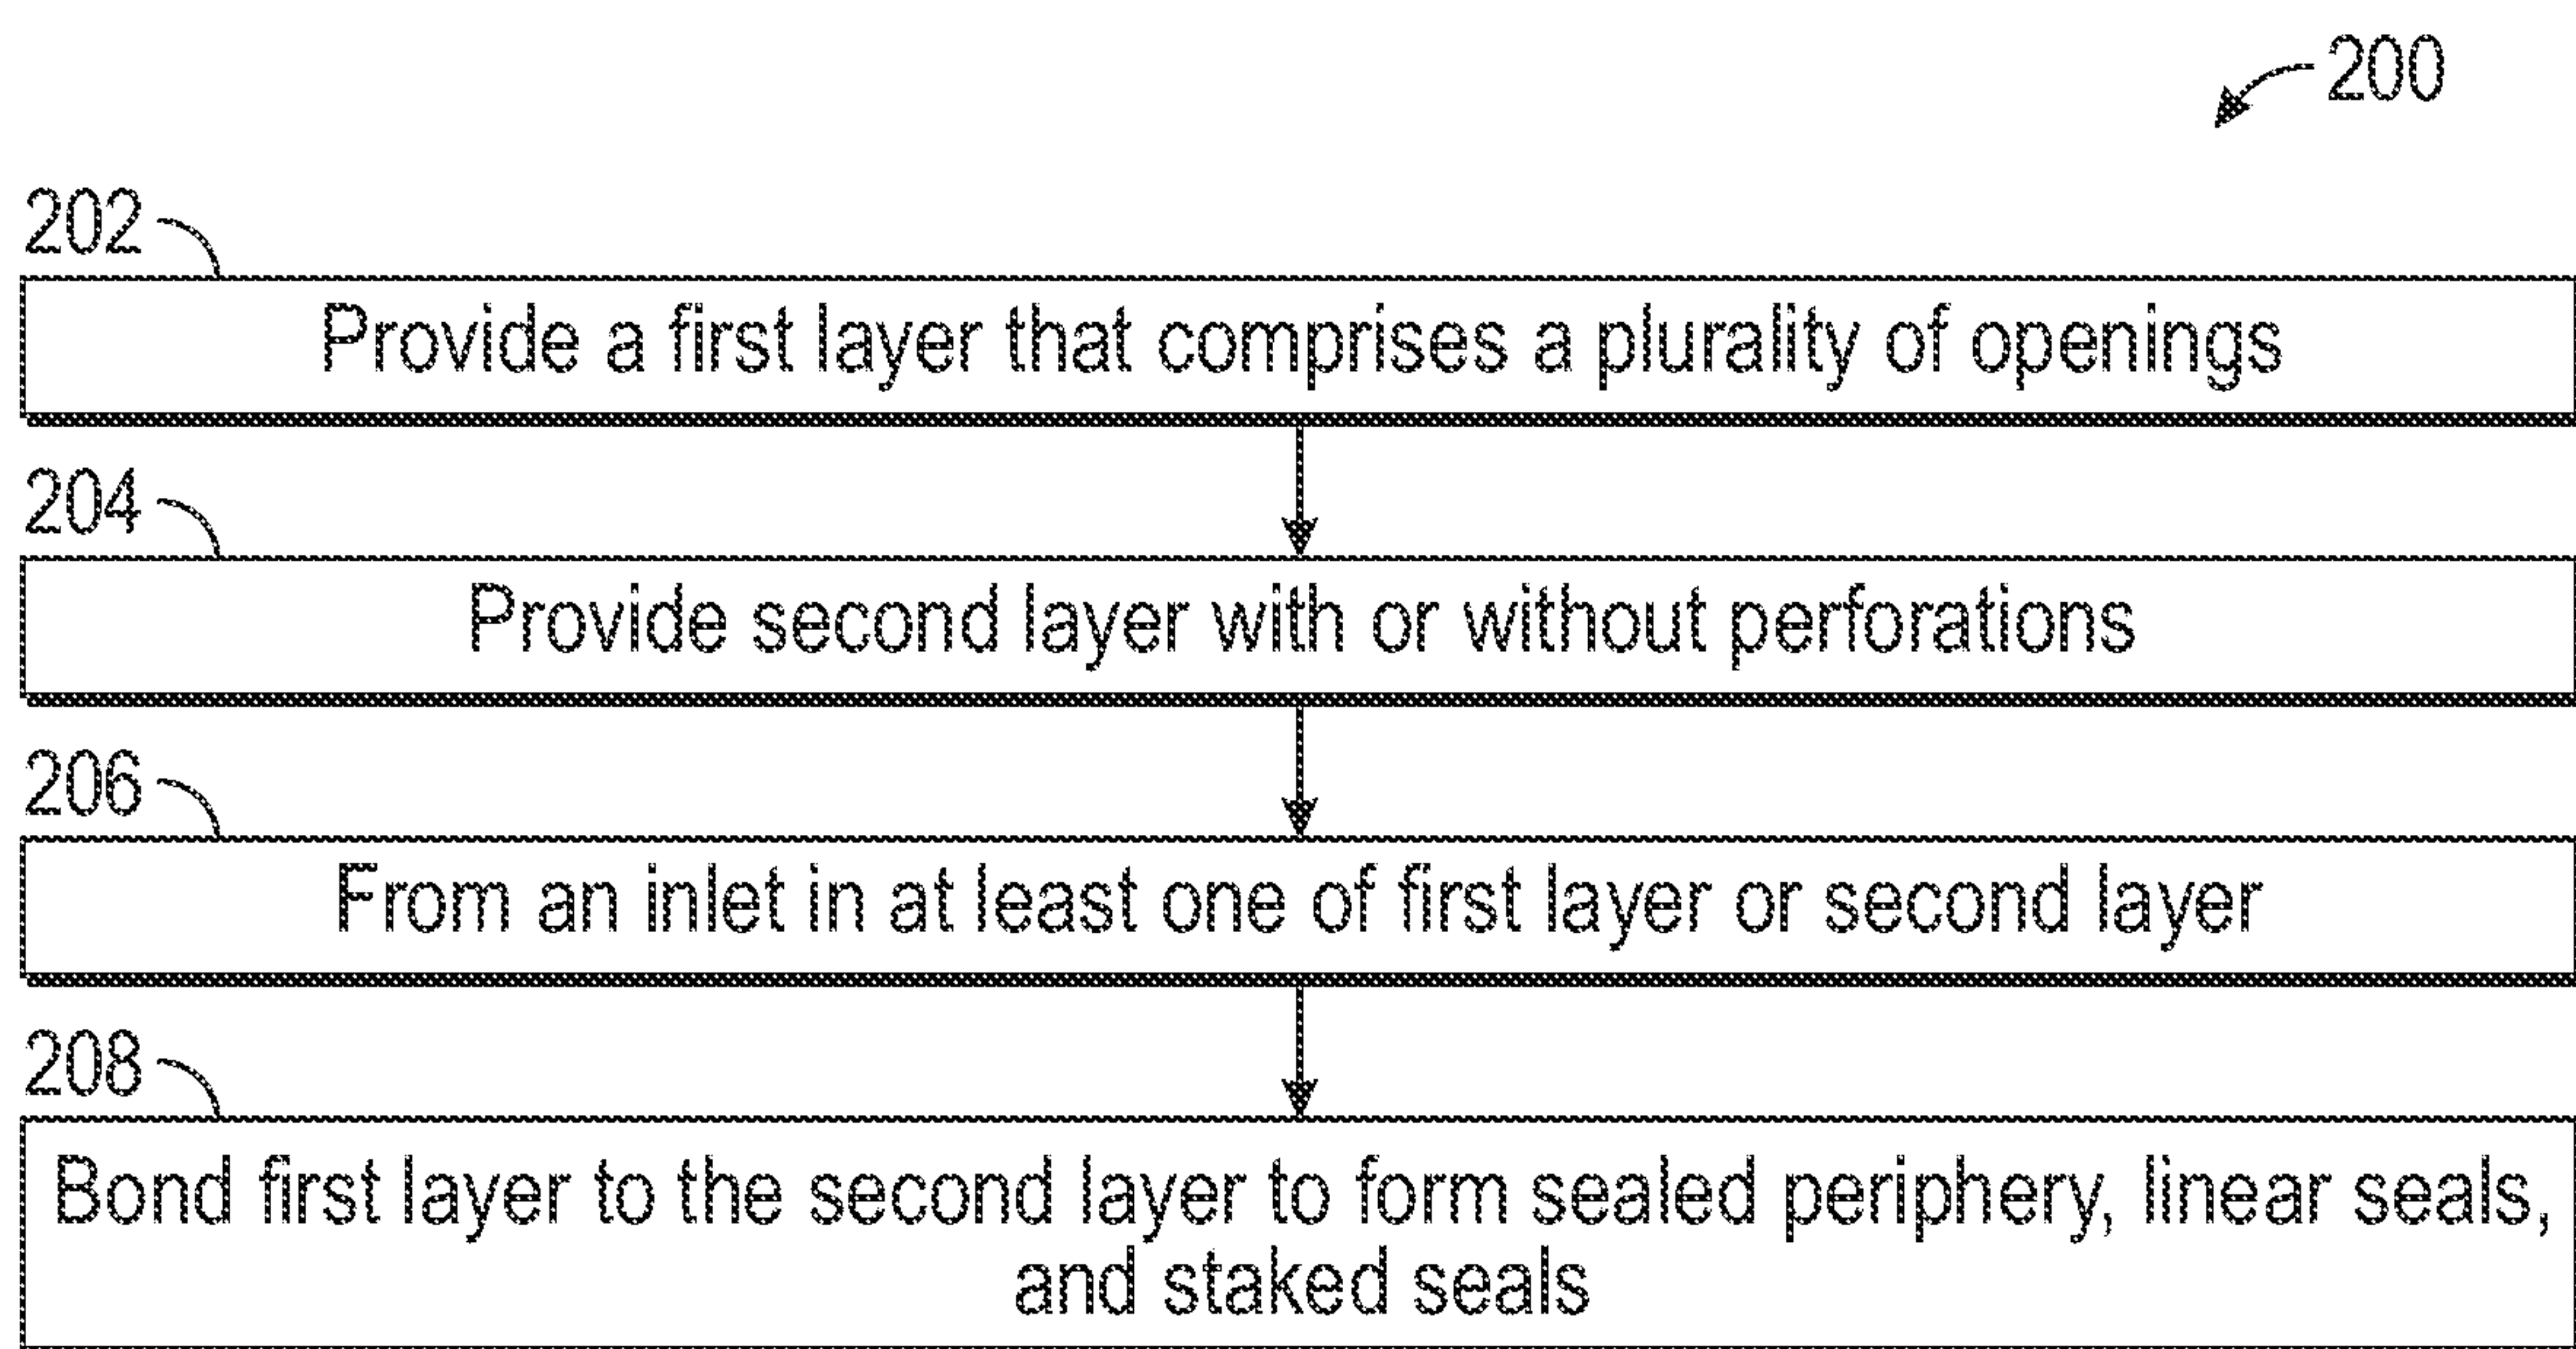 200
202
Provide a first layer that comprises a plurality of openings
204
Provide second layer with or without perforations
206
From an inlet in at least one of first layer or second layer
208
Bond first layer to the second layer to form sealed periphery, linear seals,
and staked seals